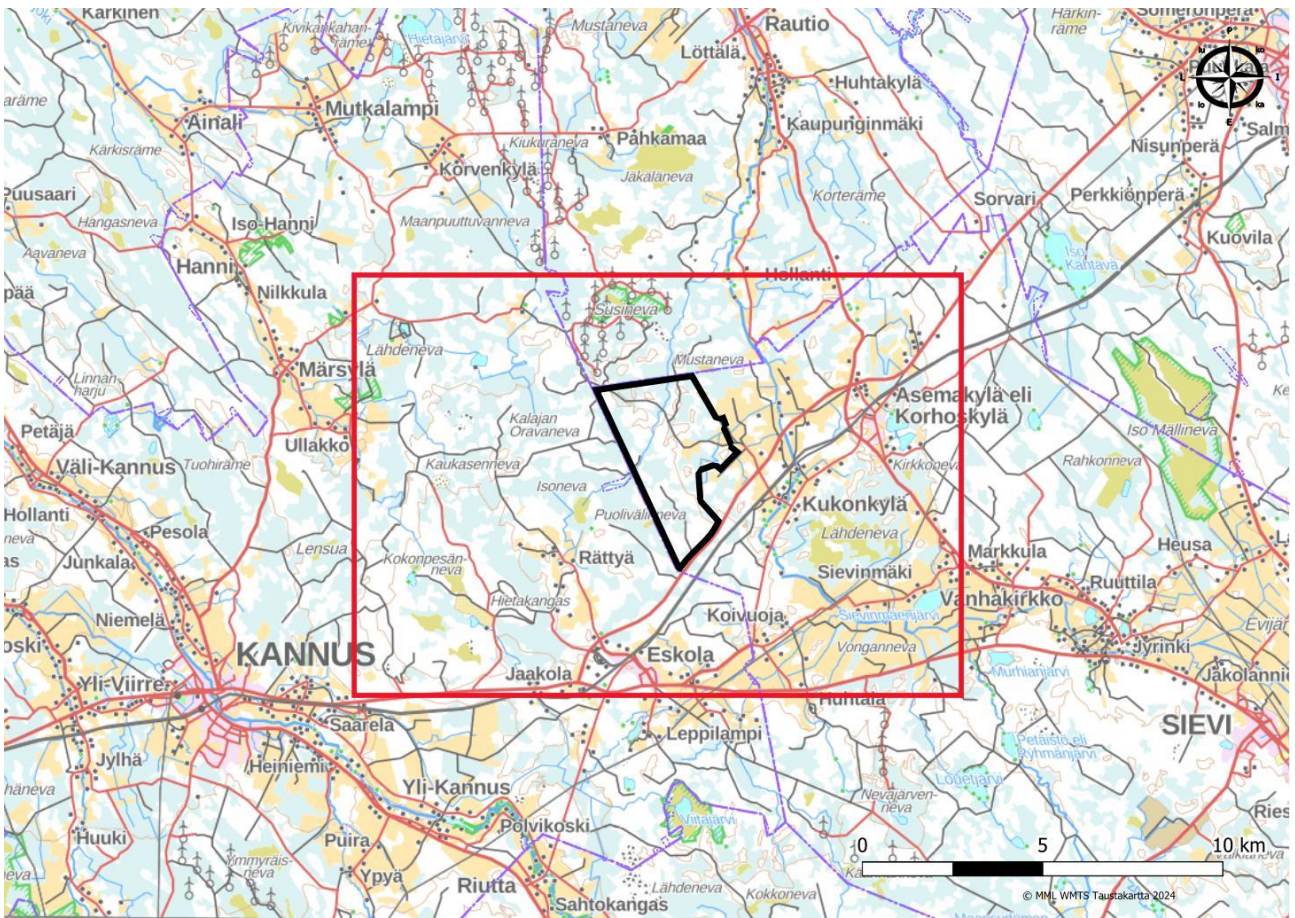 Karkinen
Kivikankahan-
räme
Hietajärvi
Mustaneva
Rautio
Löttälä
Härkin-
räme
Someronperä
Huhtakylä
Mutkalampi
Ainali
Kärkisräme
Kiukuraneva
Pahkamaa
Kaupunginmäki
Nisunperä
Korvenkylä
Jäkäläneva
Puusaari
Hangasneva
Iso-Hanni
Maanpuuttuvanneva
Korteräme
Sorvari
Perkkiönperä
Aavaneva
Hanni
Kuovila
Iso
Kähtävä
Nilkkula
Hollanti
Susineva
Lähdeneva
Mustaneva
Märsylä
Linnan-
harju
Kalajan
Oravaneva
Asemakylä eli
Korhoskylä
Petäjä
Ullakko
Iso Mällineva
Väli-Kannus
Tuohiräme
Kaukasenneva
Isoneva
Kirkkoneva
Rahkonneva
Hollanti
Puolivälinneva
Kukonkylä
Pesola
Lensua
Lähdeneva
Junkala
Kokonpesän-
neva
Rättyä
Markkula
Heusa
Sievinmäki
Ruuttila
Niemelä
Hietakangas
Koivuoja
Sievinmäenjärvi
Vanhakirkko
KANNUS
Eskola
Vonganneva
Jyrinki
Yli-Viirre
Jaakola
Murhianjärvi
Saarela
Huhtala
SIEVI
Jylhä
Heiniemi
Leppilampi
Petäistö eli
Ryhmänjärvi
Louetjärvi
Yli-Kannus
Viitajärvi
Nevajärven-
neva
Huuki
Puira
Polvikoski
0 5 10 km
Ymmyräis-
neva
Ypyä
Riutta
Lähdeneva
Kokkoneva
Sahtokangas
© MML WMTS Taustakartta 2024